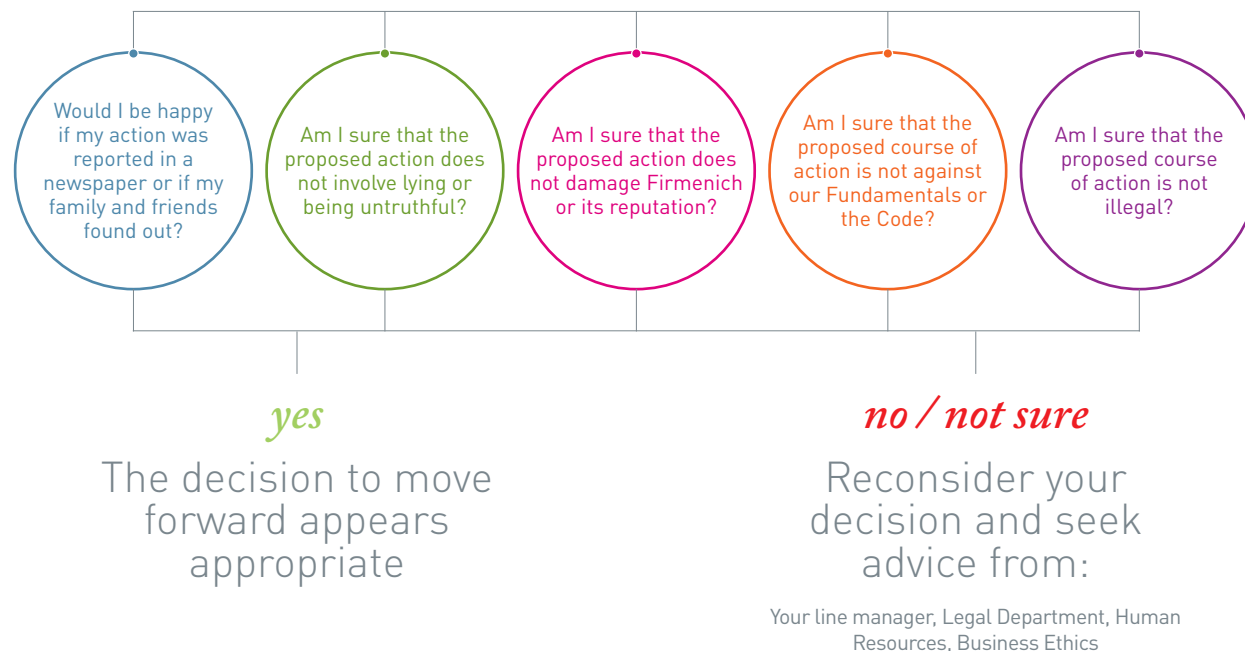 Would I be happy
if my action was
reported in a
newspaper or if my
family and friends
found out?
Am I sure that the
proposed action does
not involve lying or
being untruthful?
Am I sure that the
proposed action does
not damage Firmenich
or its reputation?
Am I sure that the
proposed course of
action is not against
our Fundamentals or
the Code?
Am I sure that the
proposed course
of action is not
illegal?
yes
The decision to move
forward appears
appropriate
no / not sure
Reconsider your
decision and seek
advice from:
Your line manager, Legal Department, Human
Resources, Business Ethics